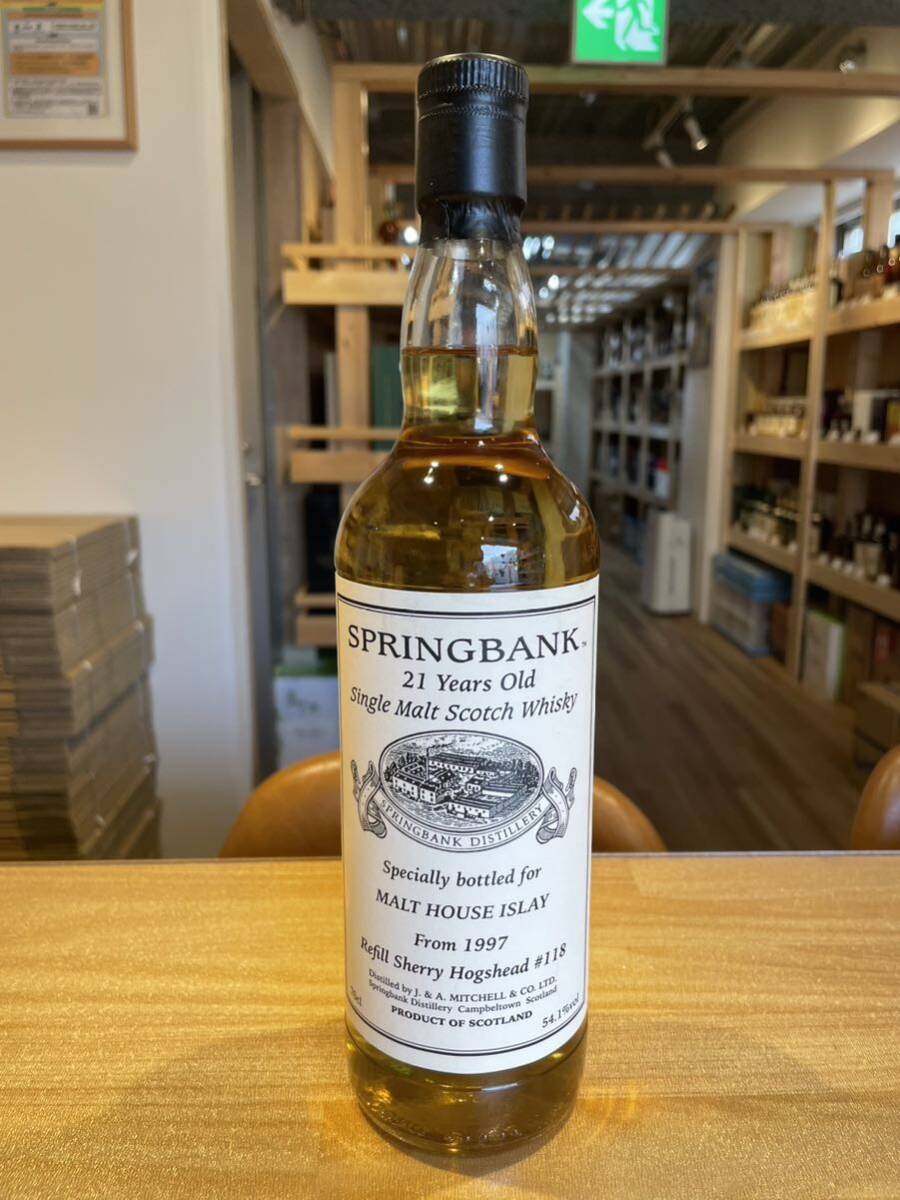 SPRINGBANK™
21 Years Old
Single Malt Scotch Whisky
SPRINGBANK DISTILLERY
Specially bottled for
MALT HOUSE ISLAY
From 1997
Refill Sherry Hogshead #118
Distilled by J. & A. MITCHELL & CO. LTD.
Springbank Distillery Campbeltown Scotland
70cl PRODUCT OF SCOTLAND 54.1%vol